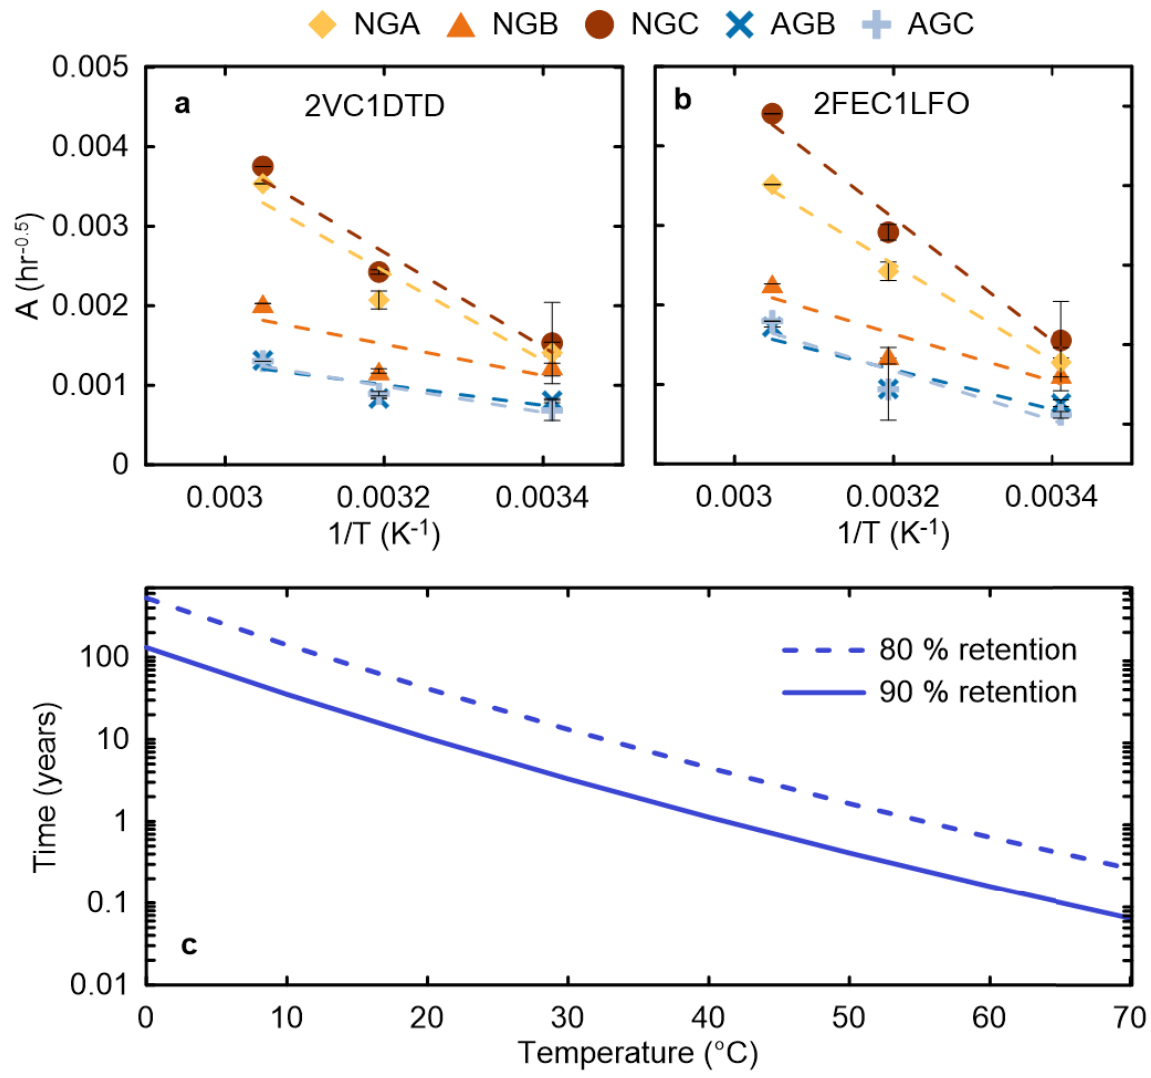 NGA NGB NGC AGB AGC
a 2VC1DTD
b 2FEC1LFO
A (hr-0.5)
0.005
0.004
0.003
0.002
0.001
0
0.003 0.0032 0.0034
0.003 0.0032 0.0034
1/T (K-1)
1/T (K-1)
80 % retention
90 % retention
Time (years)
100
10
1
0.1
0.01
c
0 10 20 30 40 50 60 70
Temperature (°C)